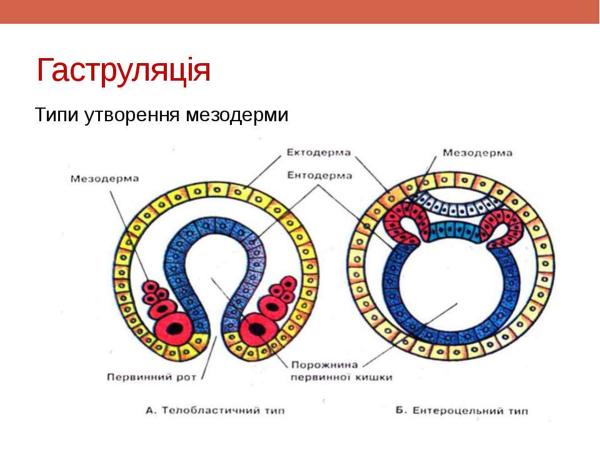 Гаструляція
Типи утворення мезодерми
Ектодерма
Мезодерма
Мезодерма
Ентодерма
Первинний рот
Порожнина
первинної кишки
А. Телобластичний тип
Б. Ентероцельний тип